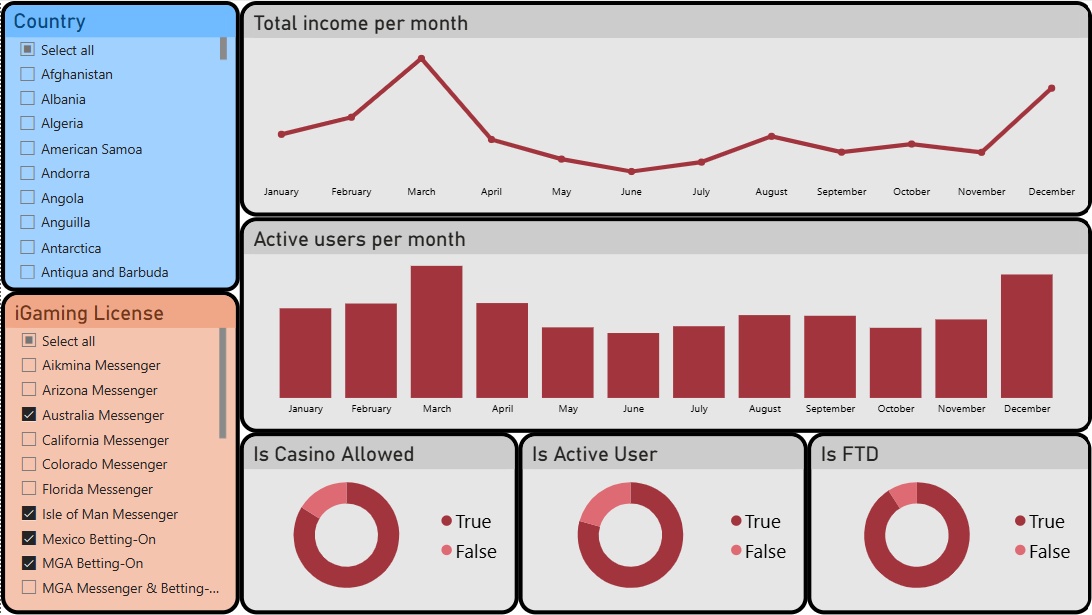 Country
Select all
Afghanistan
Albania
Algeria
American Samoa
Andorra
Angola
Anguilla
Antarctica
Antigua and Barbuda
iGaming License
Select all
Aikmina Messenger
Arizona Messenger
Australia Messenger
California Messenger
Colorado Messenger
Florida Messenger
Isle of Man Messenger
Mexico Betting-On
MGA Betting-On
MGA Messenger & Betting-...
Total income per month
January February March April May June July August September October November December
Active users per month
January February March April May June July August September October November December
Is Casino Allowed
True
False
Is Active User
True
False
Is FTD
True
False